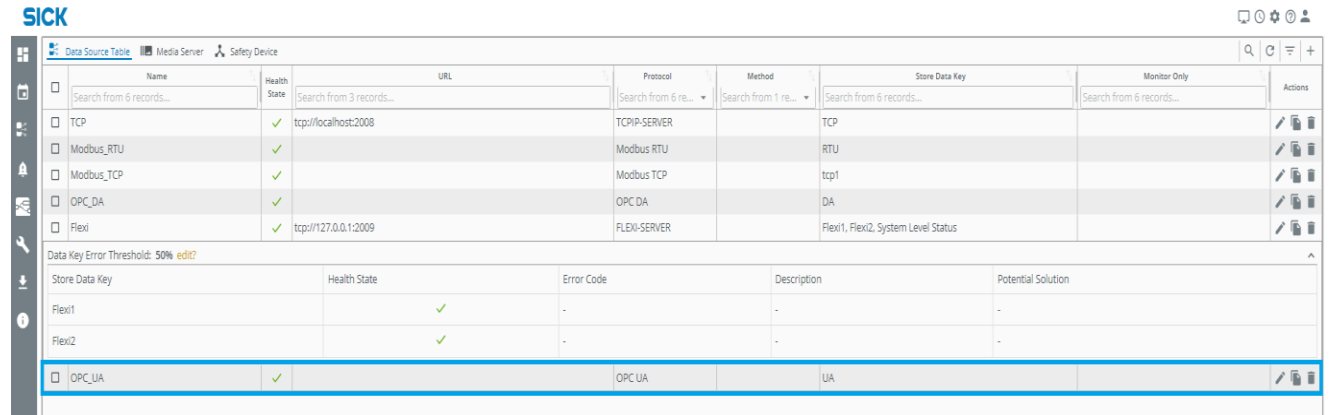 SICK
Data Source Table Media Server Safety Device
Name Health State URL Protocol Method Store Data Key Monitor Only Actions
Search from 6 records... Search from 3 records... Search from 6 re... Search from 1 re... Search from 6 records... Search from 6 records...
TCP tcp://localhost:2008 TCPIP-SERVER TCP
Modbus_RTU Modbus RTU RTU
Modbus_TCP Modbus TCP tcp1
OPC_DA OPC DA DA
Flexi tcp://127.0.0.1:2009 FLEXI-SERVER Flexi1, Flexi2, System Level Status
Data Key Error Threshold: 50% edit?
Store Data Key Health State Error Code Description Potential Solution
Flexi1 - - -
Flexi2 - - -
OPC_UA OPC UA UA